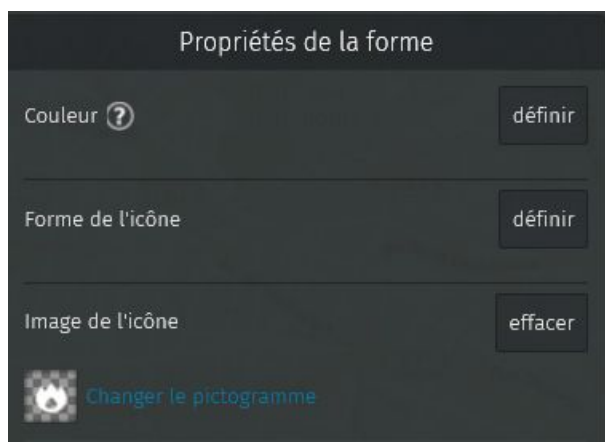 Propriétés de la forme
Couleur ? définir
Forme de l'icône définir
Image de l'icône effacer
Changer le pictogramme